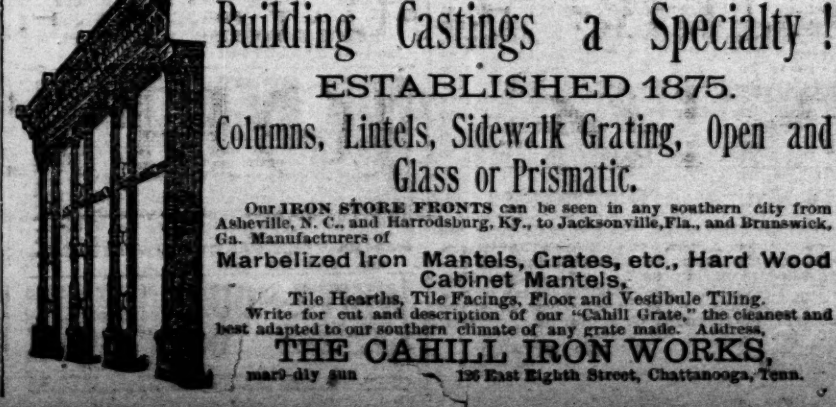 Building Castings a Specialty !
ESTABLISHED 1875.
Columns, Lintels, Sidewalk Grating, Open and
Glass or Prismatic.
Our IRON STORE FRONTS can be seen in any southern city from
Asheville, N. C., and Harrodsburg, Ky., to Jacksonville,Fla., and Brunswick,
Ga. Manufacturers of
Marbelized Iron Mantels, Grates, etc., Hard Wood
Cabinet Mantels,
Tile Hearths, Tile Facings, Floor and Vestibule Tiling.
Write for cut and description of our "Cahill Grate," the cleanest and
best adapted to our southern climate of any grate made. Address,
THE CAHILL IRON WORKS,
mar9-dly sun 126 East Eighth Street, Chattanooga, Tenn.